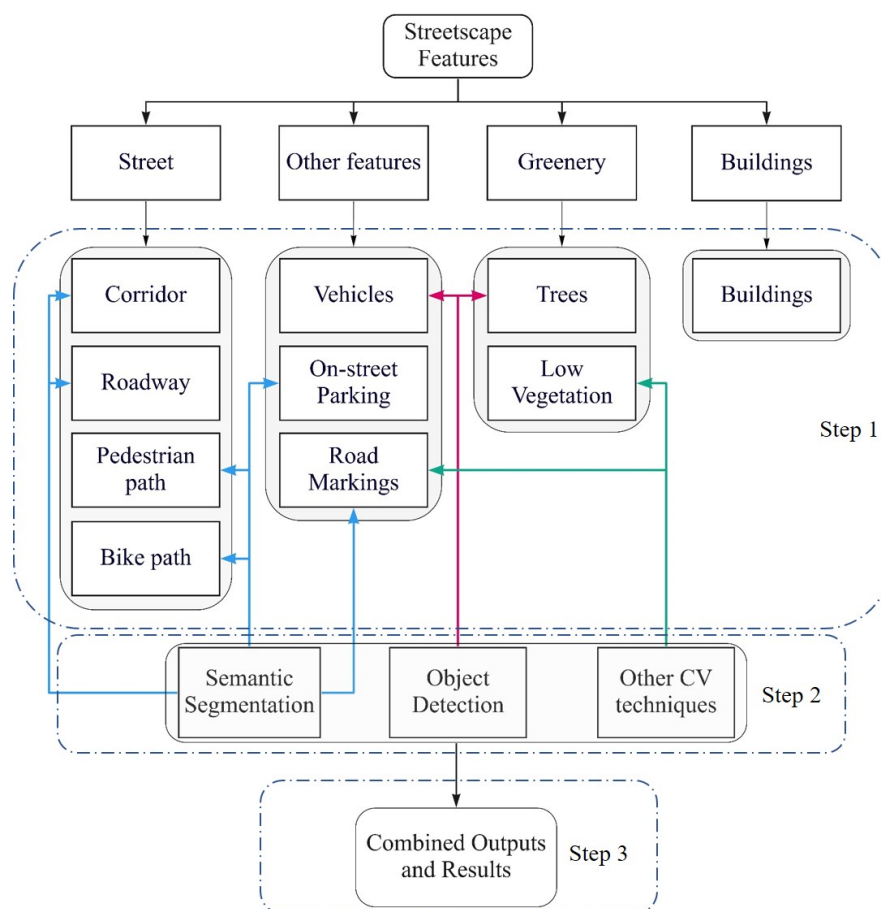 Streetscape
Features
Street
Other features
Greenery
Buildings
Corridor
Vehicles
Trees
Buildings
Roadway
On-street
Parking
Low
Vegetation
Step 1
Pedestrian
path
Road
Markings
Bike path
Semantic
Segmentation
Object
Detection
Other CV
techniques
Step 2
Combined Outputs
and Results
Step 3